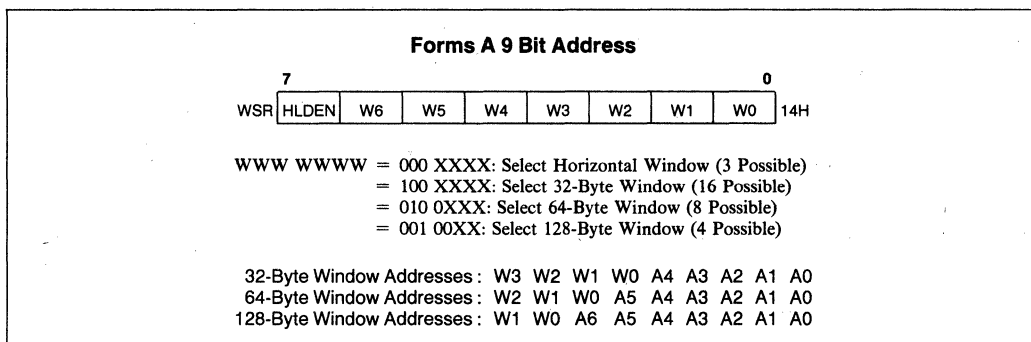 Forms A 9 Bit Address
7 0
WSR HLDEN W6 W5 W4 W3 W2 W1 W0 14H
WWW WWWW = 000 XXXX: Select Horizontal Window (3 Possible)
= 100 XXXX: Select 32-Byte Window (16 Possible)
= 010 0XXX: Select 64-Byte Window (8 Possible)
= 001 00XX: Select 128-Byte Window (4 Possible)
32-Byte Window Addresses: W3 W2 W1 W0 A4 A3 A2 A1 A0
64-Byte Window Addresses: W2 W1 W0 A5 A4 A3 A2 A1 A0
128-Byte Window Addresses: W1 W0 A6 A5 A4 A3 A2 A1 A0